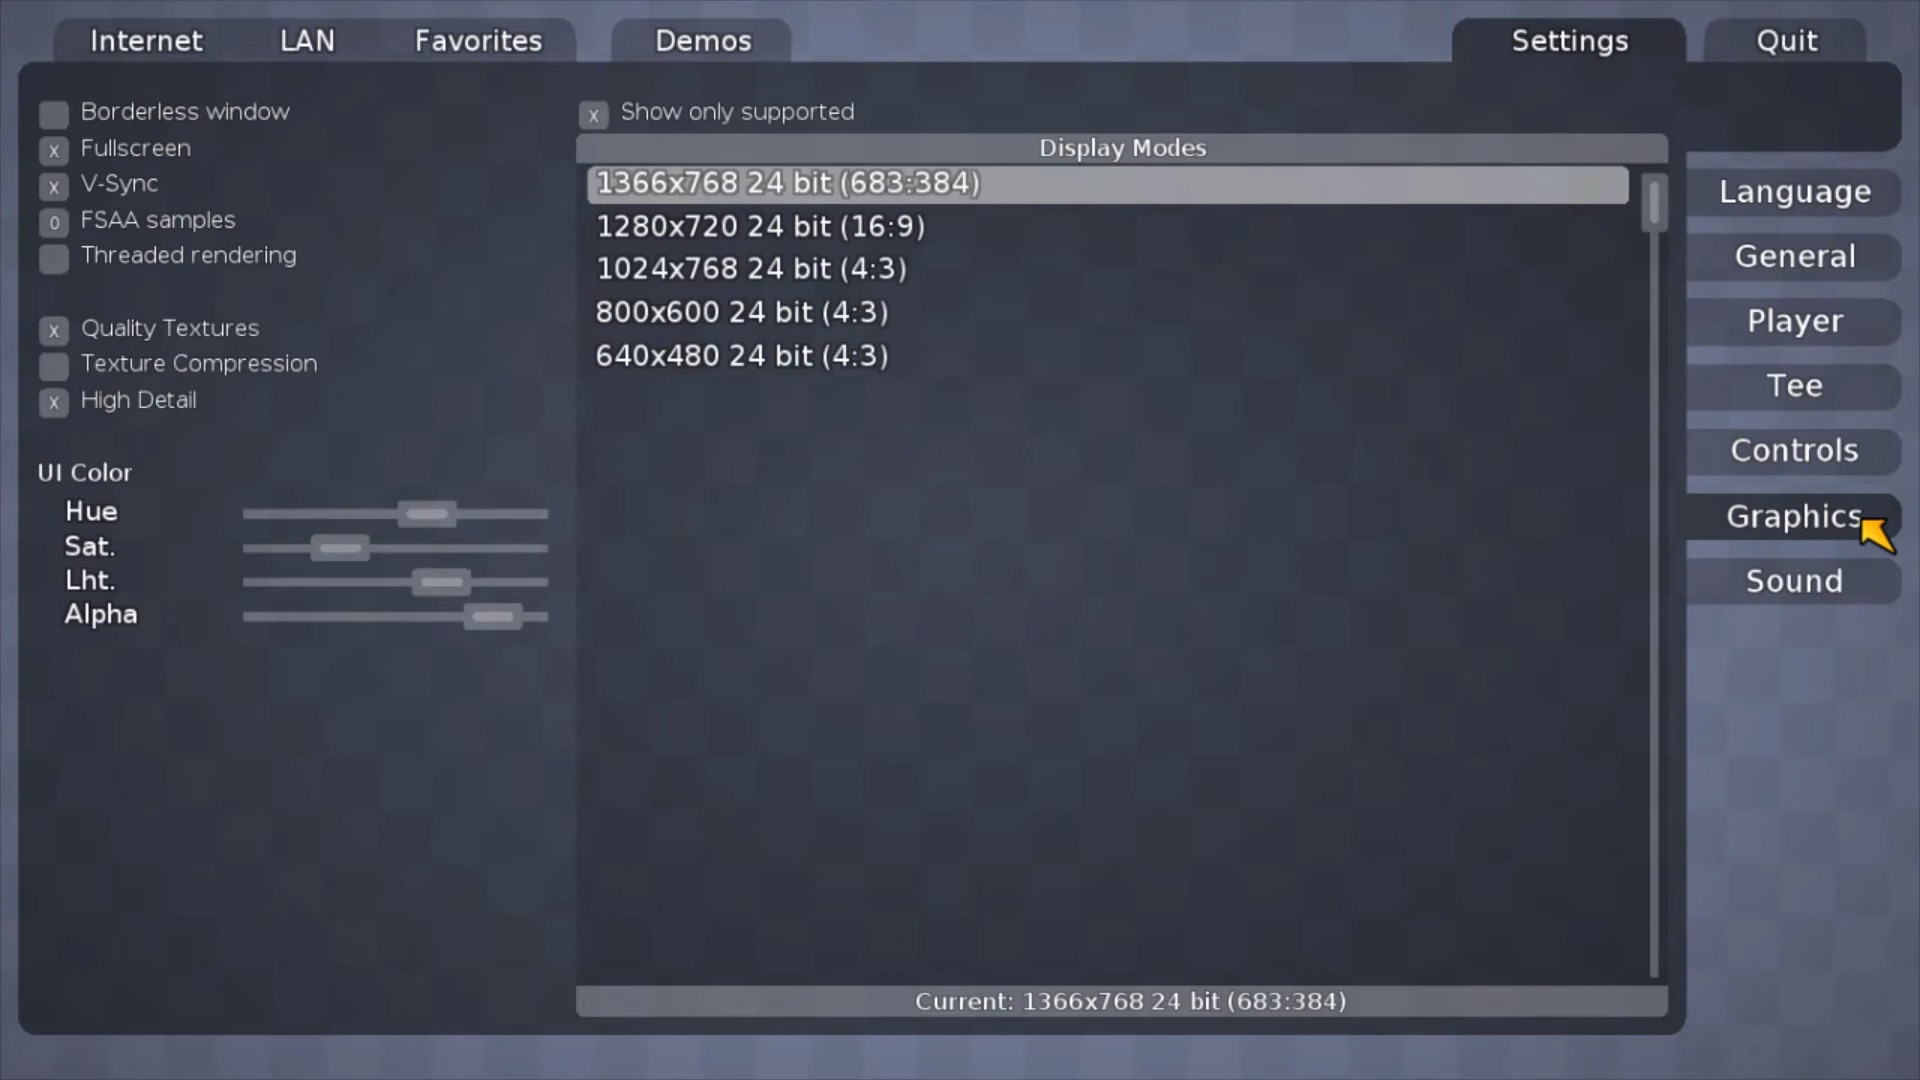 Internet LAN Favorites Demos Settings Quit
Borderless window
x Fullscreen
x V-Sync
0 FSAA samples
Threaded rendering
x Quality Textures
Texture Compression
x High Detail
UI Color
Hue
Sat.
Lht.
Alpha
x Show only supported
Display Modes
1366x768 24 bit (683:384)
1280x720 24 bit (16:9)
1024x768 24 bit (4:3)
800x600 24 bit (4:3)
640x480 24 bit (4:3)
Current: 1366x768 24 bit (683:384)
Language
General
Player
Tee
Controls
Graphics
Sound